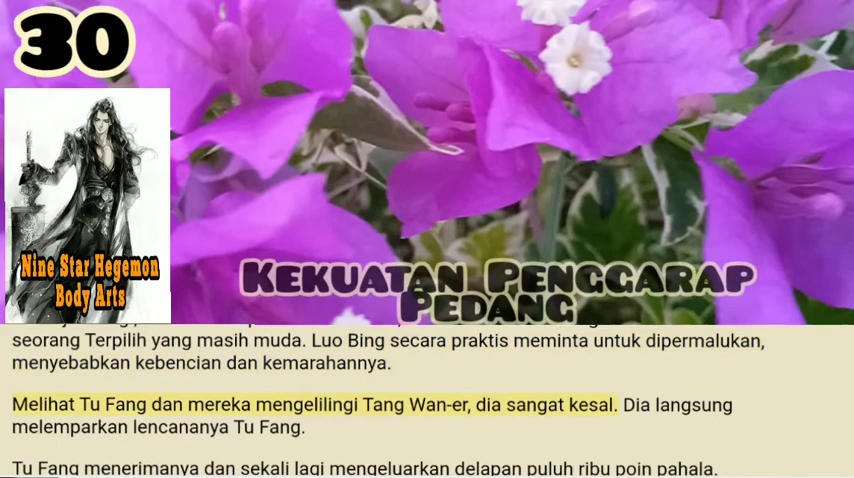 30
Nine Star Hegemon
Body Arts
Kekuatan Penggarap
Pedang
seorang Terpilih yang masih muda. Luo Bing secara praktis meminta untuk dipermalukan,
menyebabkan kebencian dan kemarahannya.
Melihat Tu Fang dan mereka mengelilingi Tang Wan-er, dia sangat kesal. Dia langsung
melemparkan lencananya Tu Fang.
Tu Fang menerimanya dan sekali lagi mengeluarkan delapan puluh ribu poin pahala.